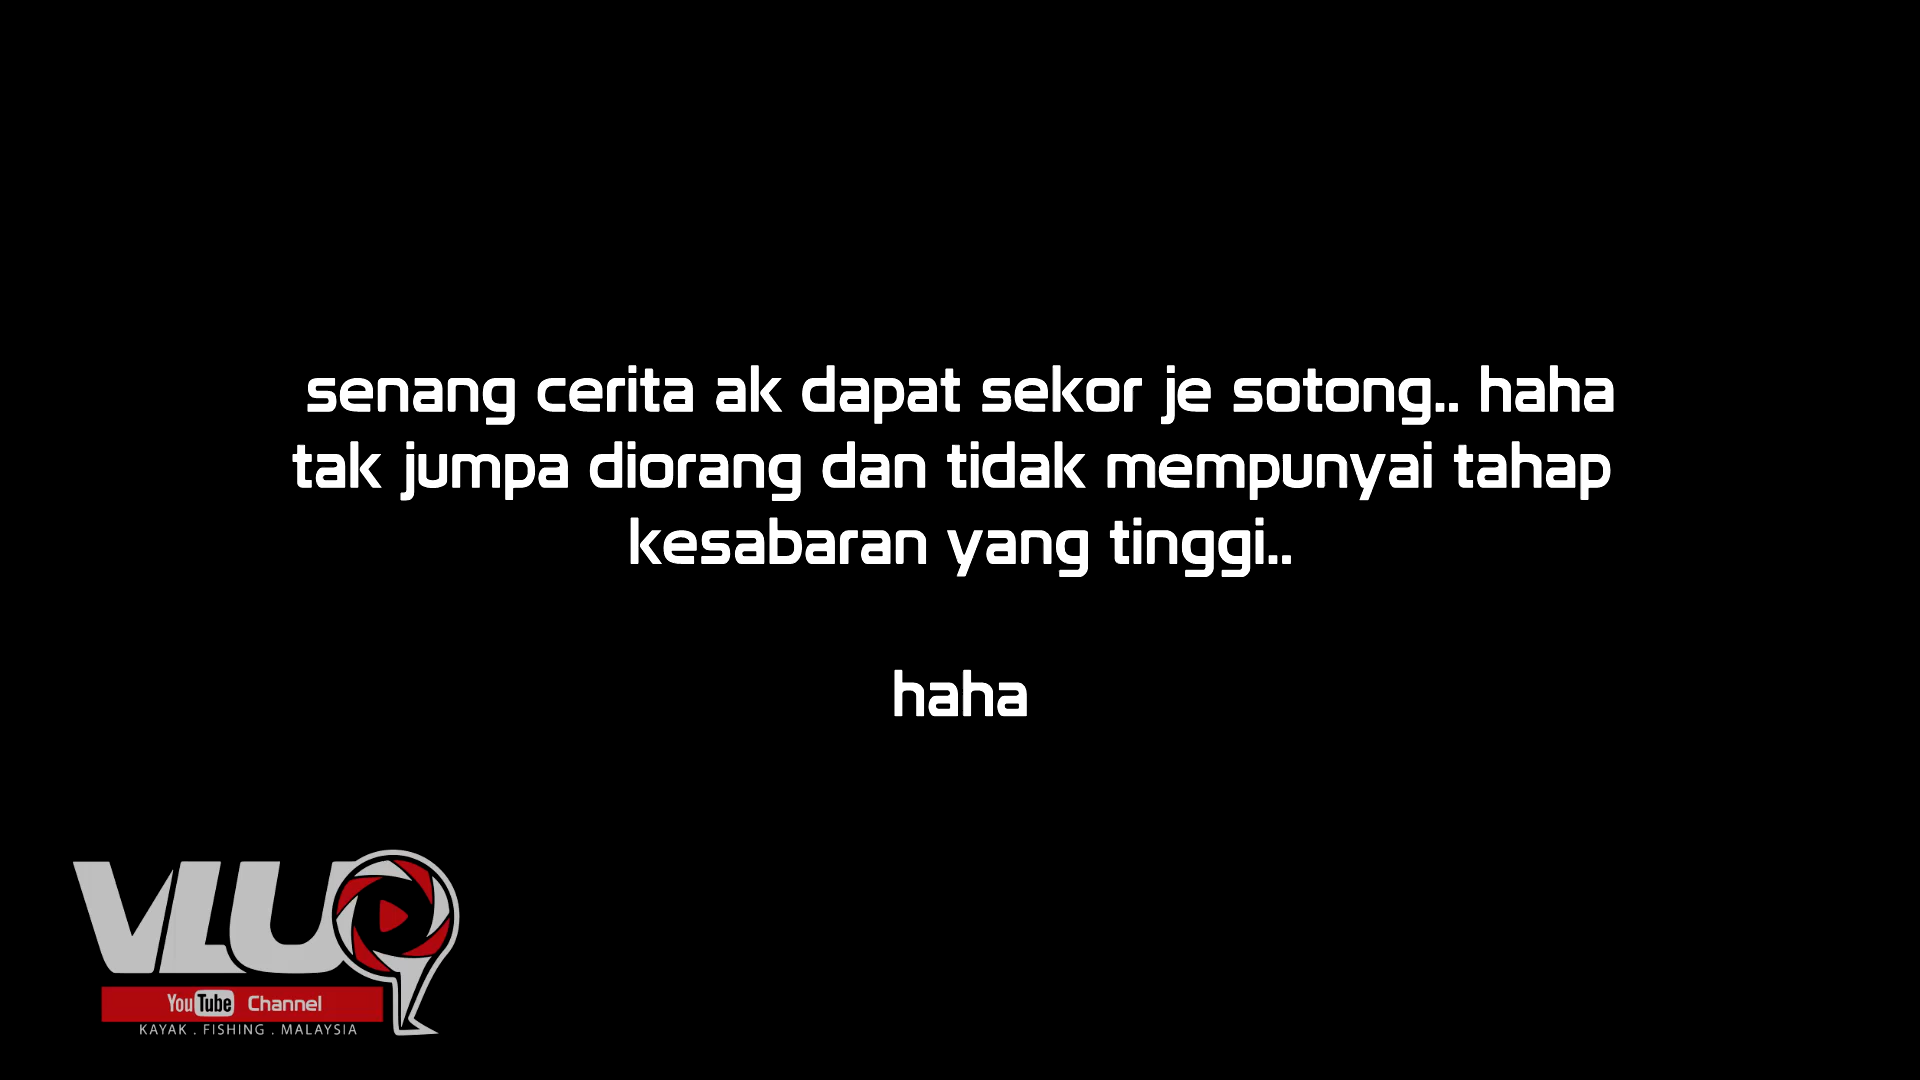 senang cerita ak dapat sekor je sotong.. haha
tak jumpa diorang dan tidak mempunyai tahap
kesabaran yang tinggi..
haha
VLUQ
YouTube Channel
KAYAK . FISHING . MALAYSIA